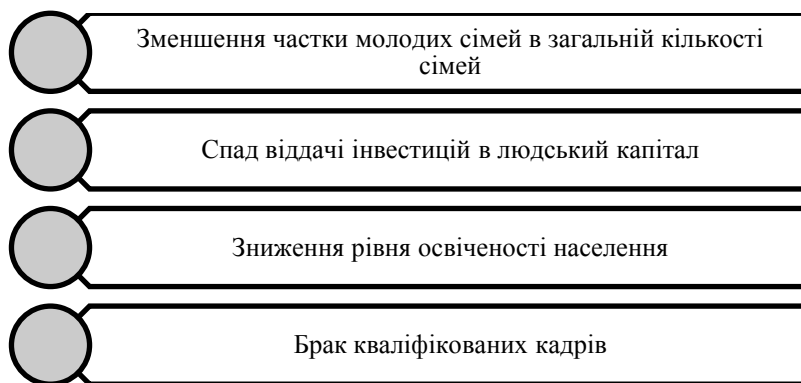 Зменшення частки молодих сімей в загальній кількості
сімей
Спад віддачі інвестицій в людський капітал
Зниження рівня освіченості населення
Брак кваліфікованих кадрів